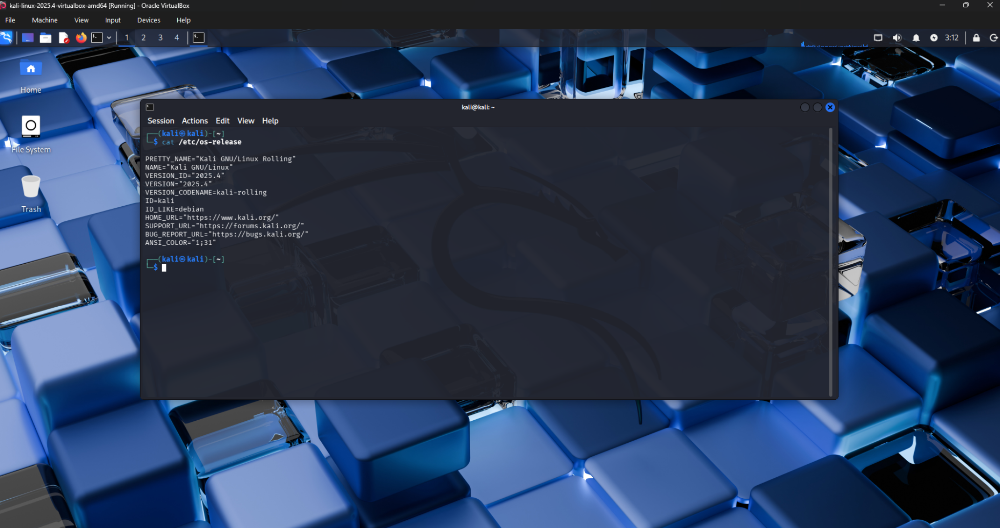 kali-linux-2025.4-virtualbox-amd64 [Running] - Oracle VirtualBox
File Machine View Input Devices Help
1 2 3 4 3:12
Home
File System
Trash
kali@kali: ~
Session Actions Edit View Help
┌──(kali㉿kali)-[~]
└─$ cat /etc/os-release
PRETTY_NAME="Kali GNU/Linux Rolling"
NAME="Kali GNU/Linux"
VERSION_ID="2025.4"
VERSION="2025.4"
VERSION_CODENAME=kali-rolling
ID=kali
ID_LIKE=debian
HOME_URL="https://www.kali.org/"
SUPPORT_URL="https://forums.kali.org/"
BUG_REPORT_URL="https://bugs.kali.org/"
ANSI_COLOR="1;31"
┌──(kali㉿kali)-[~]
└─$